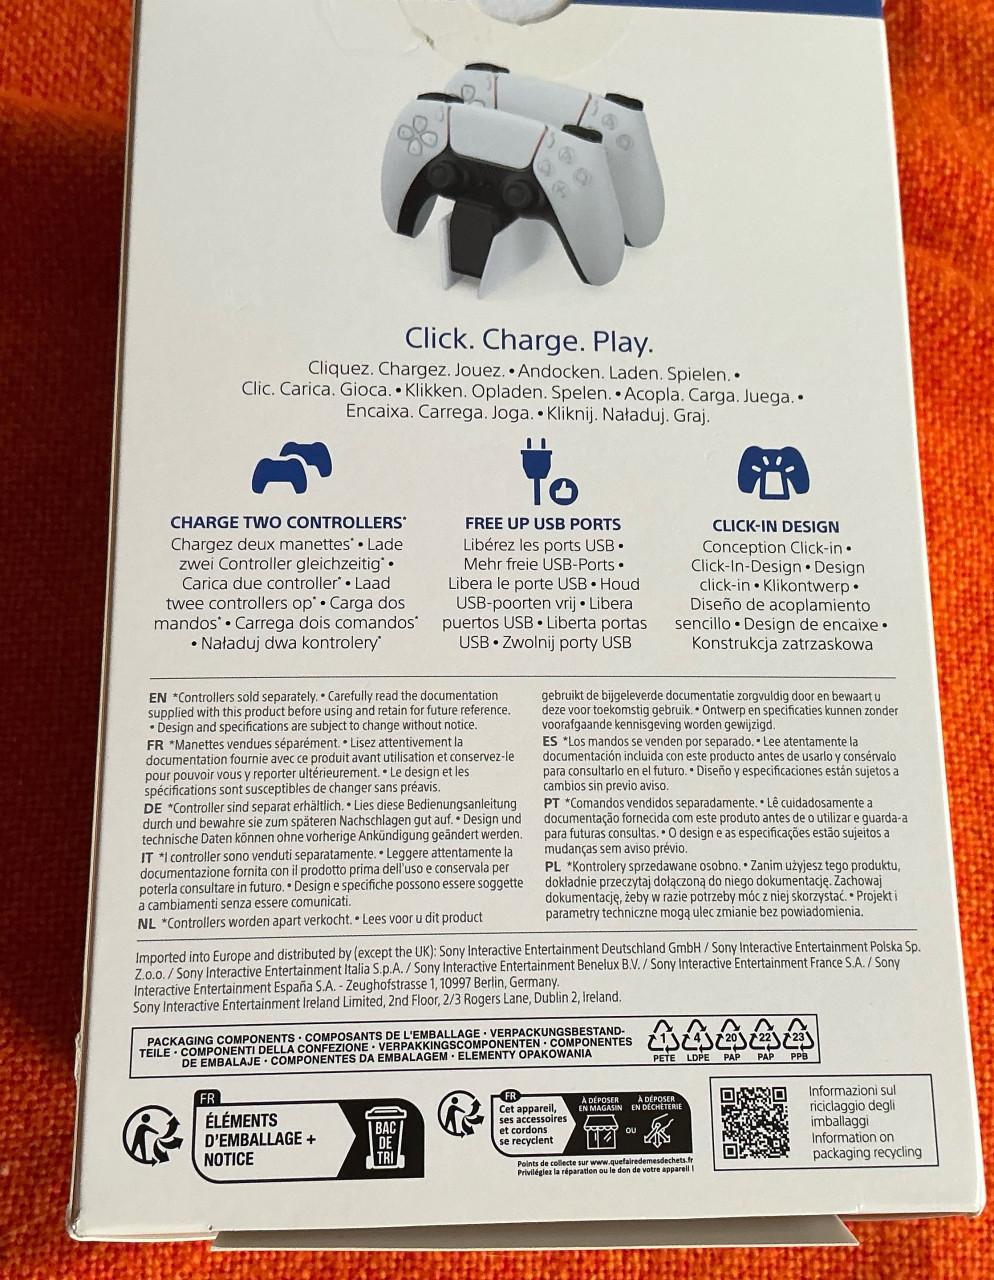 Click. Charge. Play.
Cliquez. Chargez. Jouez. • Andocken. Laden. Spielen. •
Clic. Carica. Gioca. • Klikken. Opladen. Spelen. • Acopla. Carga. Juega. •
Encaixa. Carrega. Joga. • Kliknij. Naładuj. Graj.
CHARGE TWO CONTROLLERS*
Chargez deux manettes* • Lade
zwei Controller gleichzeitig* •
Carica due controller* • Laad
twee controllers op* • Carga dos
mandos* • Carrega dois comandos*
• Naładuj dwa kontrolery*
FREE UP USB PORTS
Libérez les ports USB •
Mehr freie USB-Ports •
Libera le porte USB • Houd
USB-poorten vrij • Libera
puertos USB • Liberta portas
USB • Zwolnij porty USB
CLICK-IN DESIGN
Conception Click-in •
Click-In-Design • Design
click-in • Klikontwerp •
Diseño de acoplamiento
sencillo • Design de encaixe •
Konstrukcja zatrzaskowa
EN *Controllers sold separately. • Carefully read the documentation
supplied with this product before using and retain for future reference.
• Design and specifications are subject to change without notice.
FR *Manettes vendues séparément. • Lisez attentivement la
documentation fournie avec ce produit avant utilisation et conservez-le
pour pouvoir vous y reporter ultérieurement. • Le design et les
spécifications sont susceptibles de changer sans préavis.
DE *Controller sind separat erhältlich. • Lies diese Bedienungsanleitung
durch und bewahre sie zum späteren Nachschlagen gut auf. • Design und
technische Daten können ohne vorherige Ankündigung geändert werden.
IT *I controller sono venduti separatamente. • Leggere attentamente la
documentazione fornita con il prodotto prima dell'uso e conservala per
poterla consultare in futuro. • Design e specifiche possono essere soggette
a cambiamenti senza essere comunicati.
NL *Controllers worden apart verkocht. • Lees voor u dit product
gebruikt de bijgeleverde documentatie zorgvuldig door en bewaart u
deze voor toekomstig gebruik. • Ontwerp en specificaties kunnen zonder
voorafgaande kennisgeving worden gewijzigd.
ES *Los mandos se venden por separado. • Lee atentamente la
documentación incluida con este producto antes de usarlo y consérvalo
para consultarlo en el futuro. • Diseño y especificaciones están sujetos a
cambios sin previo aviso.
PT *Comandos vendidos separadamente. • Lê cuidadosamente a
documentação fornecida com este produto antes de o utilizar e guarda-a
para futuras consultas. • O design e as especificações estão sujeitos a
mudanças sem aviso prévio.
PL *Kontrolery sprzedawane osobno. • Zanim użyjesz tego produktu,
dokładnie przeczytaj dołączoną do niego dokumentację. Zachowaj
dokumentację, żeby w razie potrzeby móc z niej skorzystać. • Projekt i
parametry techniczne mogą ulec zmianie bez powiadomienia.
Imported into Europe and distributed by (except the UK): Sony Interactive Entertainment Deutschland GmbH / Sony Interactive Entertainment Polska Sp.
Z.o.o. / Sony Interactive Entertainment Italia S.p.A. / Sony Interactive Entertainment Benelux B.V. / Sony Interactive Entertainment France S.A. / Sony
Interactive Entertainment España S.A. - Zeughofstrasse 1, 10997 Berlin, Germany.
Sony Interactive Entertainment Ireland Limited, 2nd Floor, 2/3 Rogers Lane, Dublin 2, Ireland.
PACKAGING COMPONENTS · COMPOSANTS DE L'EMBALLAGE · VERPACKUNGSBESTAND-
TEILE · COMPONENTI DELLA CONFEZIONE · VERPAKKINGSCOMPONENTEN · COMPONENTES
DE EMBALAJE · COMPONENTES DA EMBALAGEM · ELEMENTY OPAKOWANIA
1 4 20 22 23
PETE LDPE PAP PAP PPB
FR
ÉLÉMENTS
D'EMBALLAGE +
NOTICE
BAC
DE
TRI
FR
Cet appareil,
ses accessoires
et cordons
se recyclent
À DÉPOSER
EN MAGASIN
OU
À DÉPOSER
EN DÉCHÈTERIE
Points de collecte sur www.quefairedemesdechets.fr
Privilégiez la réparation ou le don de votre appareil !
Informazioni sul
riciclaggio degli
imballaggi
Information on
packaging recycling